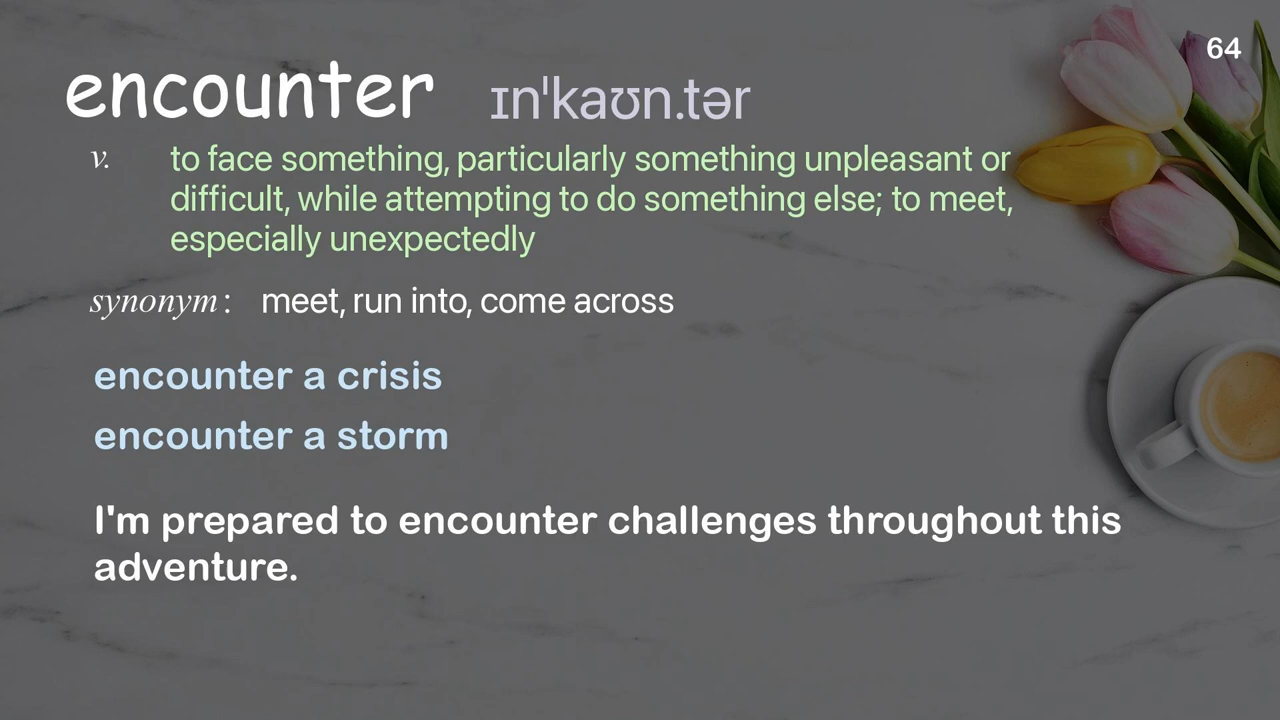 64
encounter ɪnˈkaʊn.tər
v. to face something, particularly something unpleasant or
difficult, while attempting to do something else; to meet,
especially unexpectedly
synonym: meet, run into, come across
encounter a crisis
encounter a storm
I'm prepared to encounter challenges throughout this
adventure.